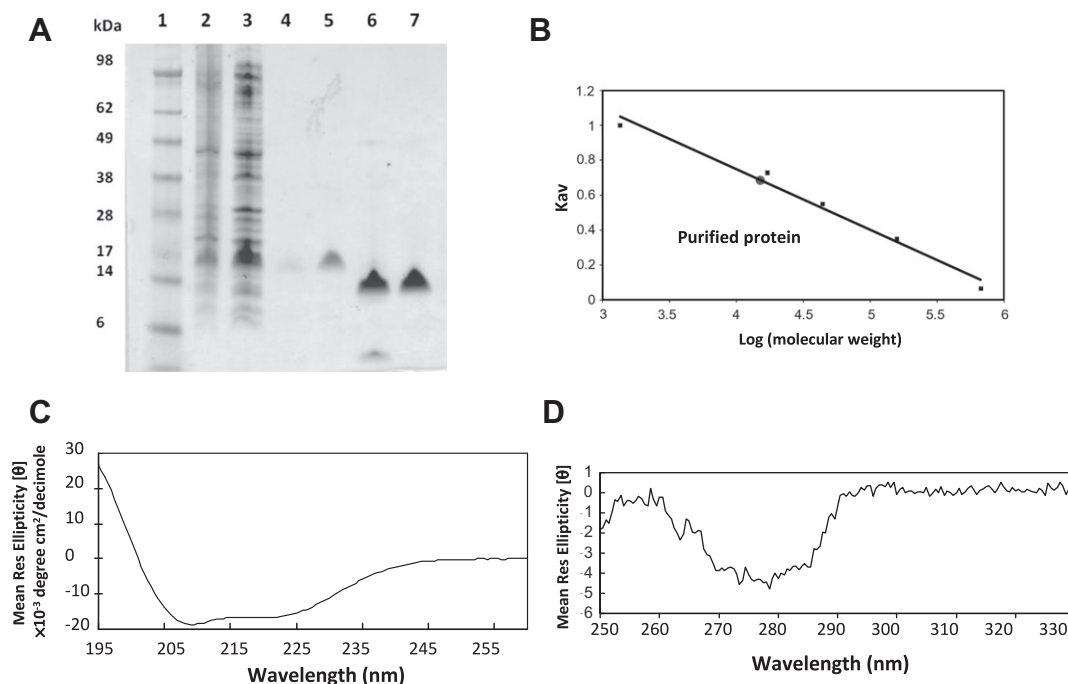 A
kDa
1 2 3 4 5 6 7
98
62
49
38
28
17
14
6
B
1.2
1
0.8
0.6
0.4
0.2
0
Kav
Purified protein
3 3.5 4 4.5 5 5.5 6
Log (molecular weight)
C
Mean Res Ellipticity [θ]
x10⁻³ degree cm²/decimole
30
20
10
0
-10
-20
195 205 215 225 235 245 255
Wavelength (nm)
D
Mean Res Ellipticity [θ]
1
0
-1
-2
-3
-4
-5
-6
250 260 270 280 290 300 310 320 330
Wavelength (nm)